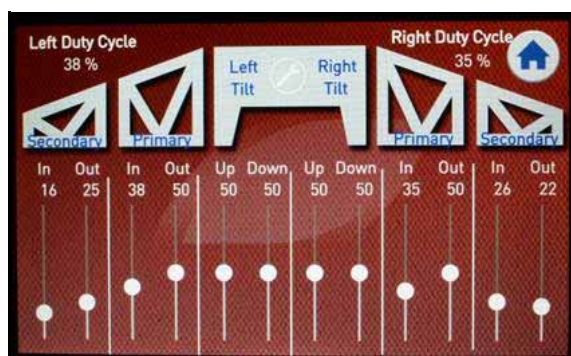 Left Duty Cycle
38 %
Right Duty Cycle
35 %
Left Tilt
Right Tilt
Secondary
Primary
Primary
Secondary
In Out In Out Up Down Up Down In Out In Out
16 25 38 50 50 50 50 50 35 50 26 22